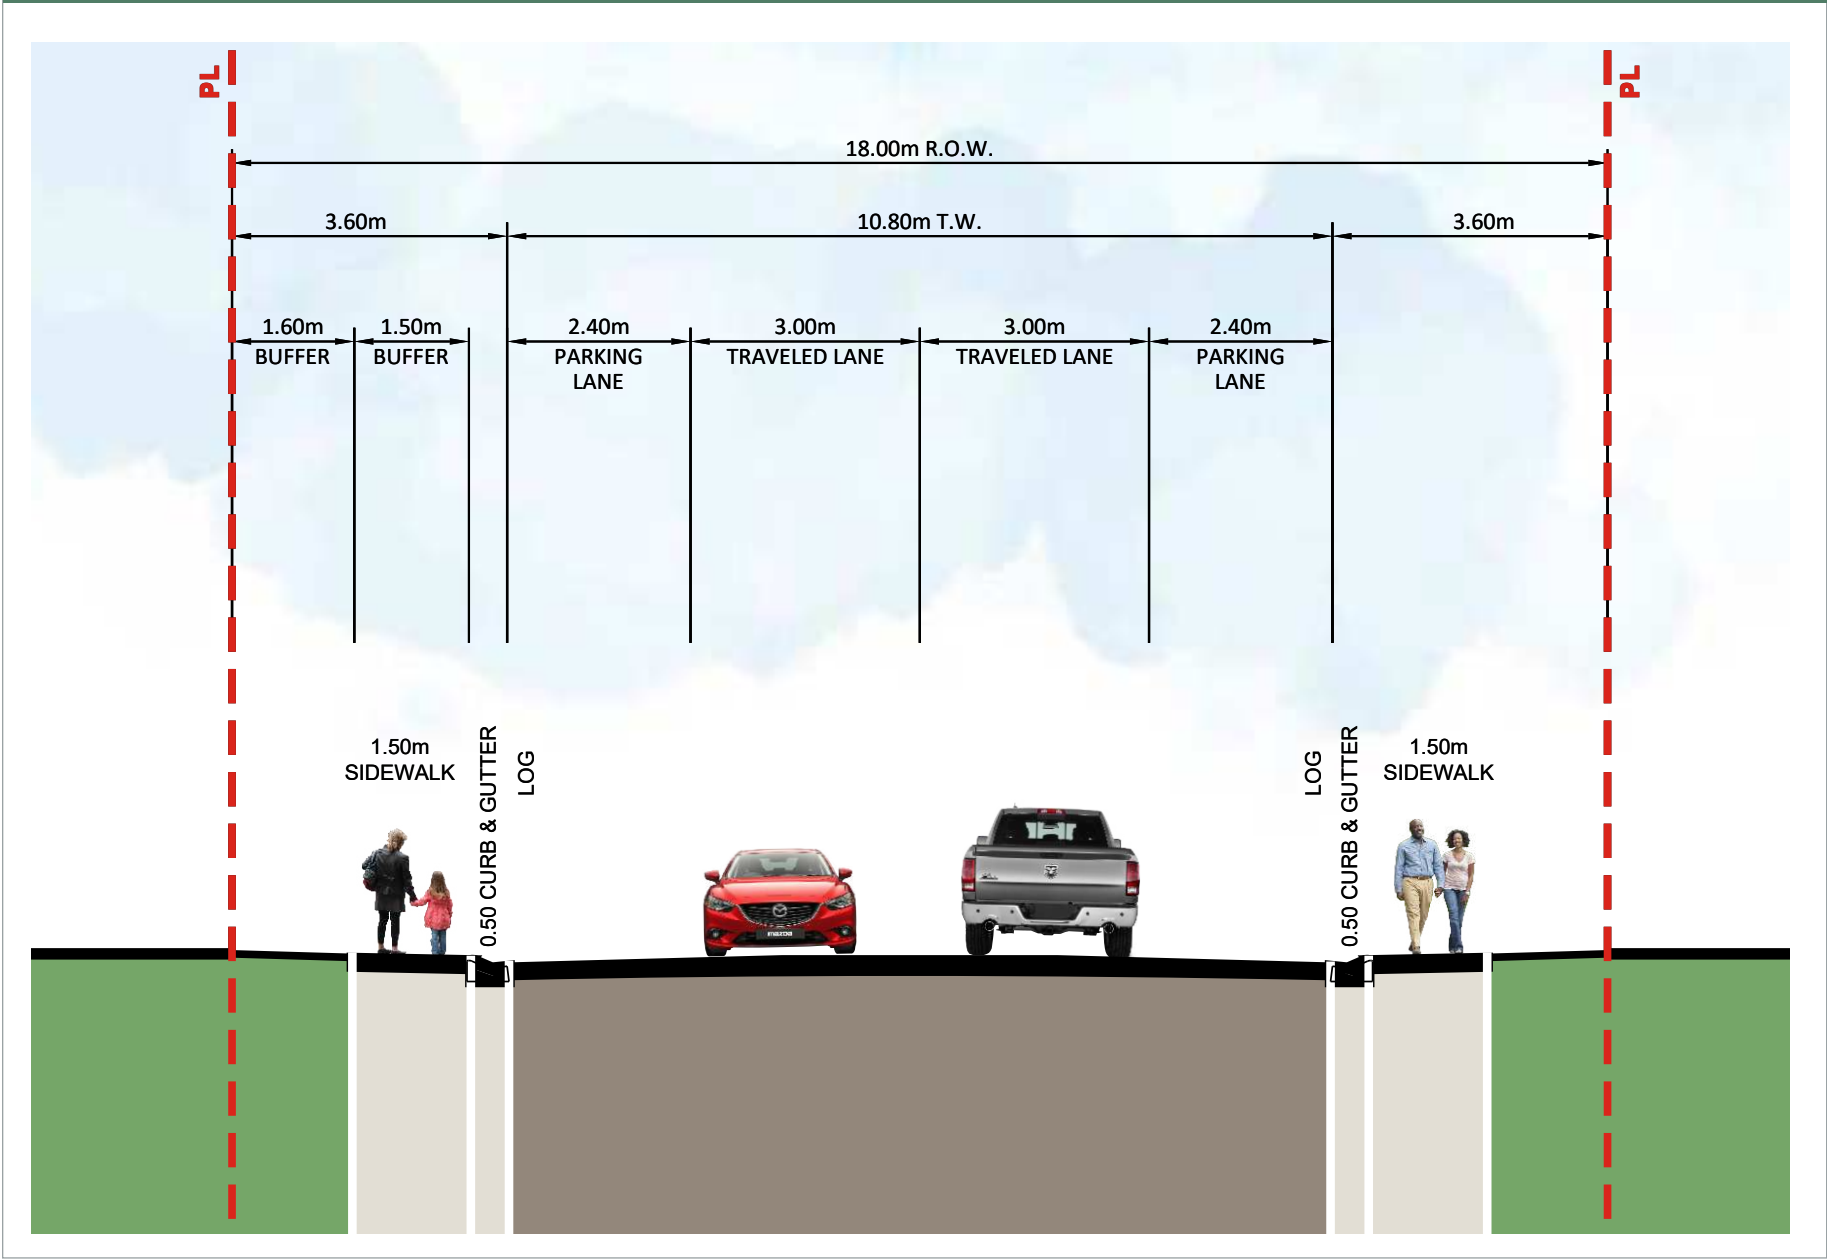 PL
PL
18.00m R.O.W.
3.60m
10.80m T.W.
3.60m
1.60m
BUFFER
1.50m
BUFFER
2.40m
PARKING
LANE
3.00m
TRAVELED LANE
3.00m
TRAVELED LANE
2.40m
PARKING
LANE
1.50m
SIDEWALK
0.50 CURB & GUTTER
LOG
LOG
0.50 CURB & GUTTER
1.50m
SIDEWALK
mazda